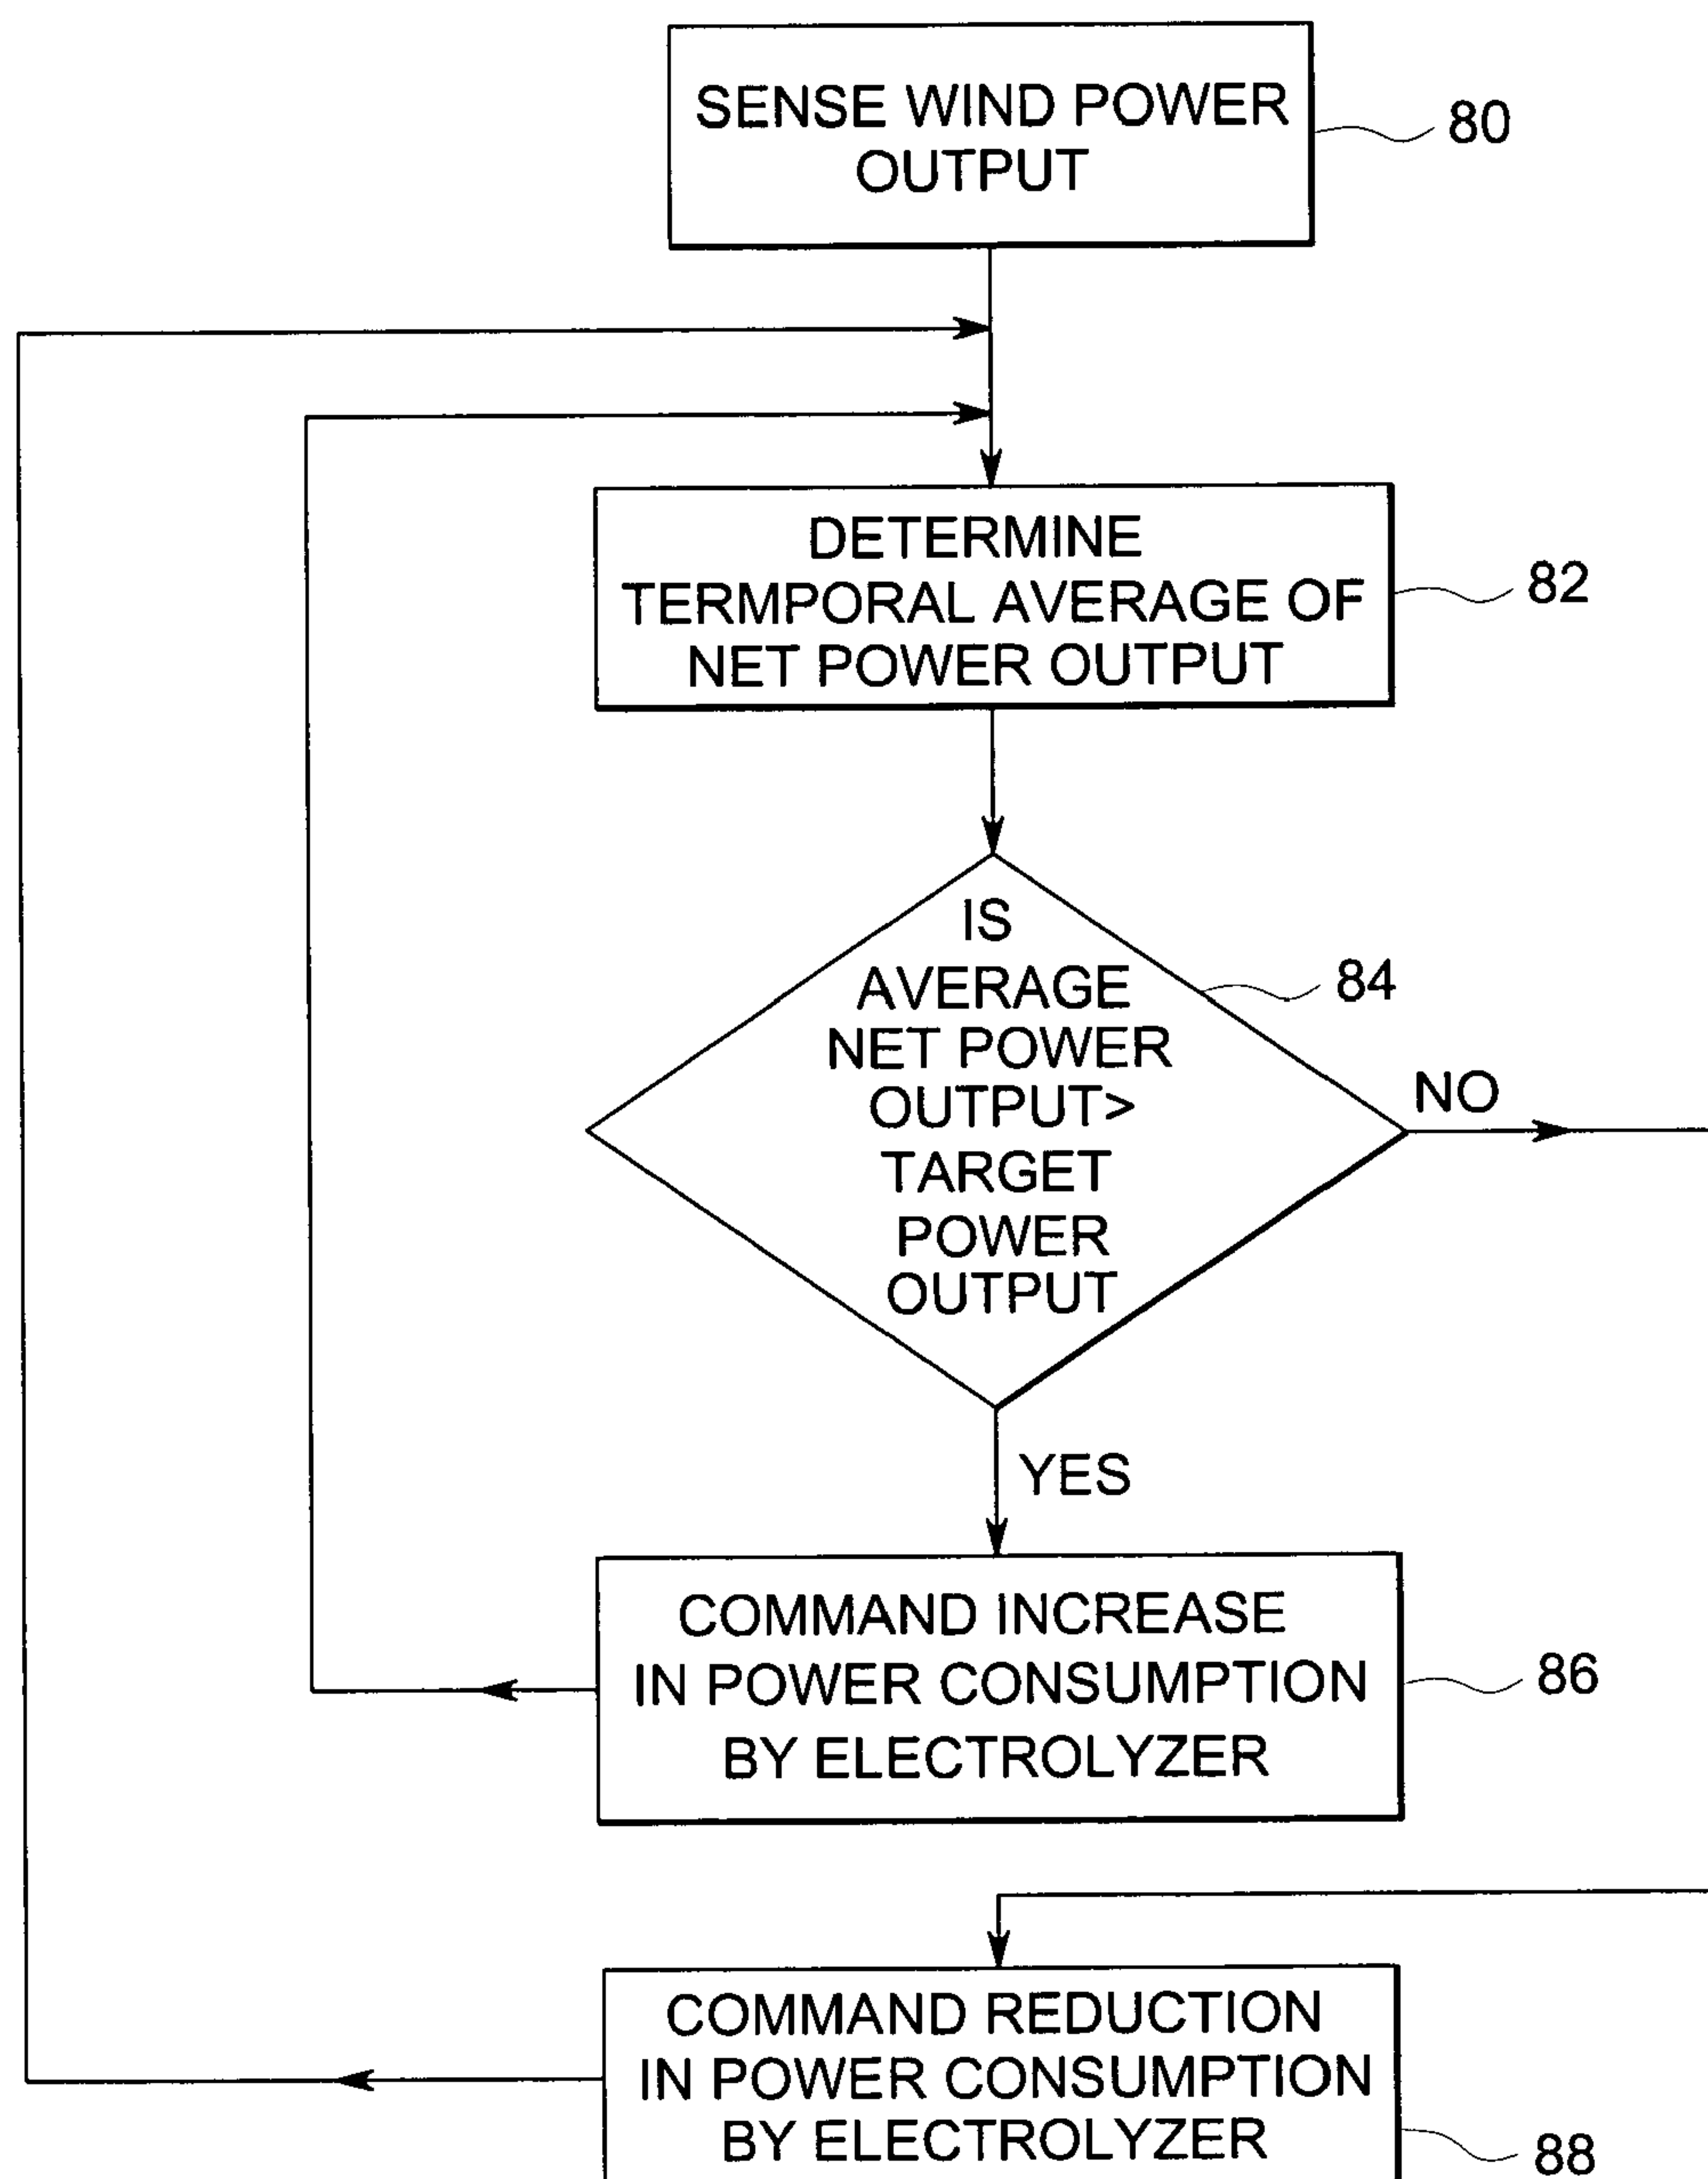 SENSE WIND POWER
OUTPUT
80
DETERMINE
TERMPORAL AVERAGE OF
NET POWER OUTPUT
82
IS
AVERAGE
NET POWER
OUTPUT>
TARGET
POWER
OUTPUT
84
NO
YES
COMMAND INCREASE
IN POWER CONSUMPTION
BY ELECTROLYZER
86
COMMAND REDUCTION
IN POWER CONSUMPTION
BY ELECTROLYZER
88